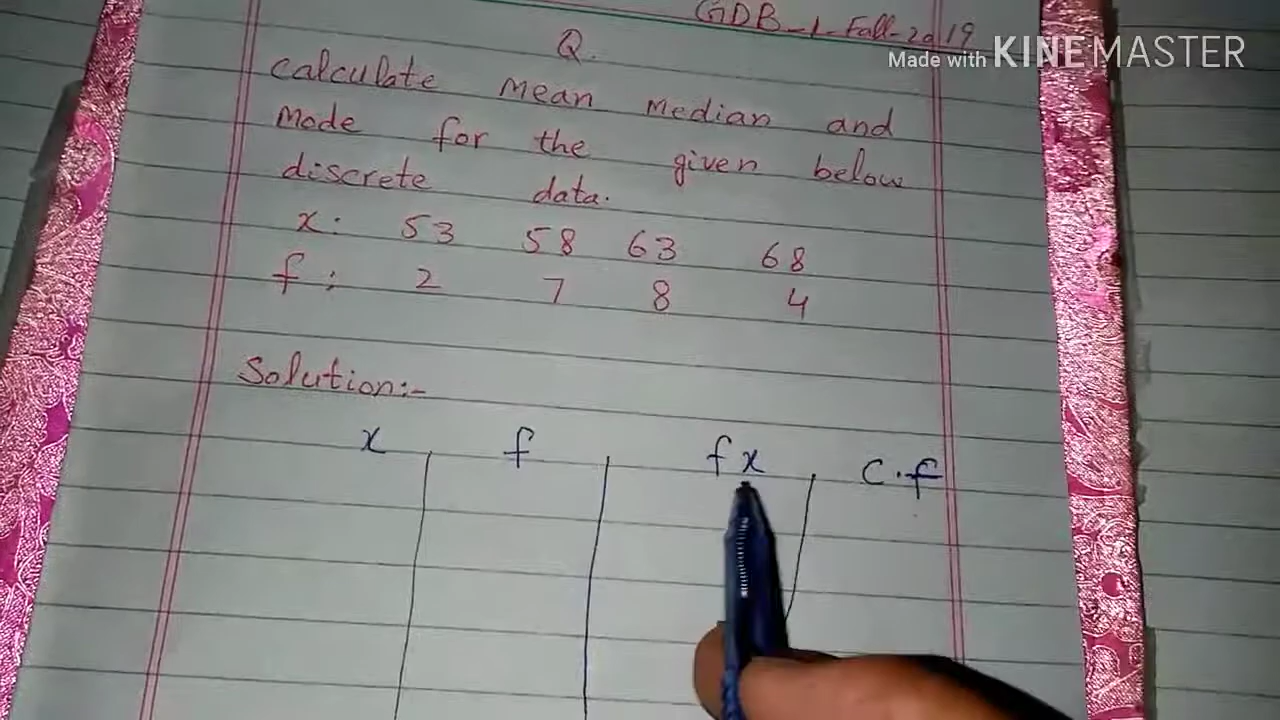 GDB-1-Fall-2019
Made with KINEMASTER
Q.
calculate mean median and
mode for the given below
discrete data.
x: 53 58 63 68
f: 2 7 8 4
Solution:-
x f fx c.f